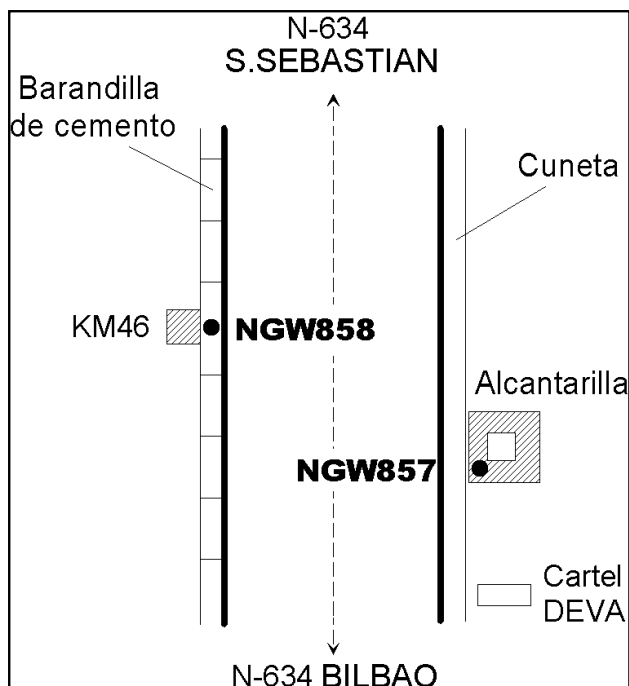 N-634
S.SEBASTIAN
Barandilla
de cemento
Cuneta
KM46
NGW858
Alcantarilla
NGW857
Cartel
DEVA
N-634 BILBAO